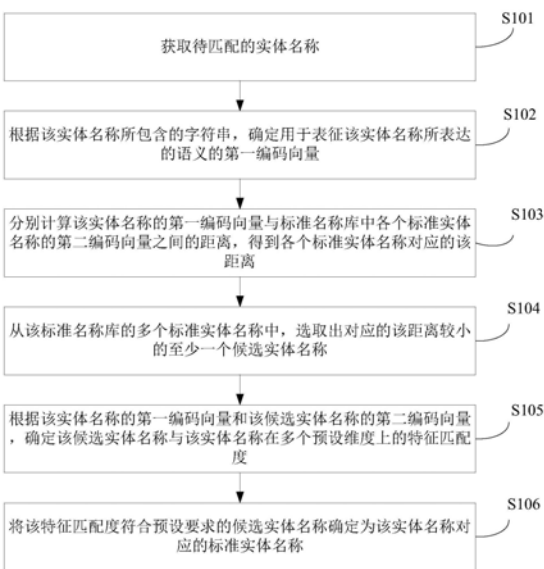 S101
获取待匹配的实体名称
S102
根据该实体名称所包含的字符串，确定用于表征该实体名称所表达
的语义的第一编码向量
S103
分别计算该实体名称的第一编码向量与标准名称库中各个标准实体
名称的第二编码向量之间的距离，得到各个标准实体名称对应的该
距离
S104
从该标准名称库的多个标准实体名称中，选取出对应的该距离较小
的至少一个候选实体名称
S105
根据该实体名称的第一编码向量和该候选实体名称的第二编码向量
，确定该候选实体名称与该实体名称在多个预设维度上的特征匹配
度
S106
将该特征匹配度符合预设要求的候选实体名称确定为该实体名称对
应的标准实体名称